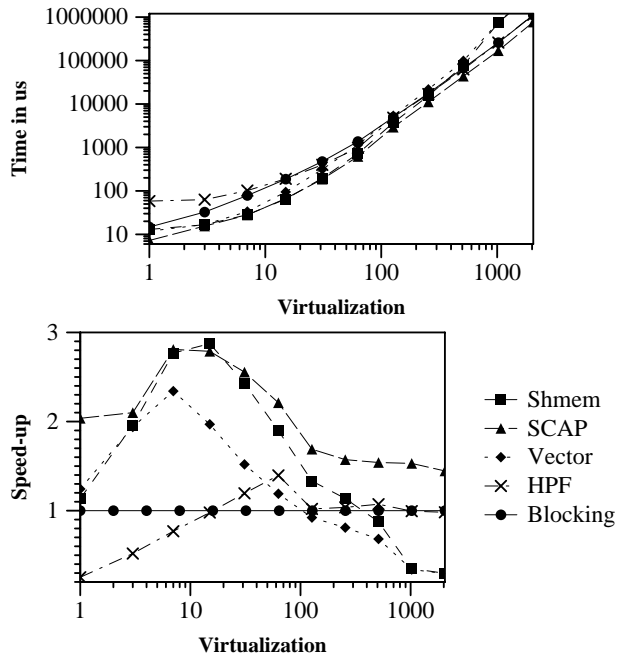 1000000
100000
10000
1000
100
10
Time in us
1
10
100
1000
Virtualization
3
2
1
Speed-up
1
10
100
1000
Virtualization
Shmem
SCAP
Vector
HPF
Blocking